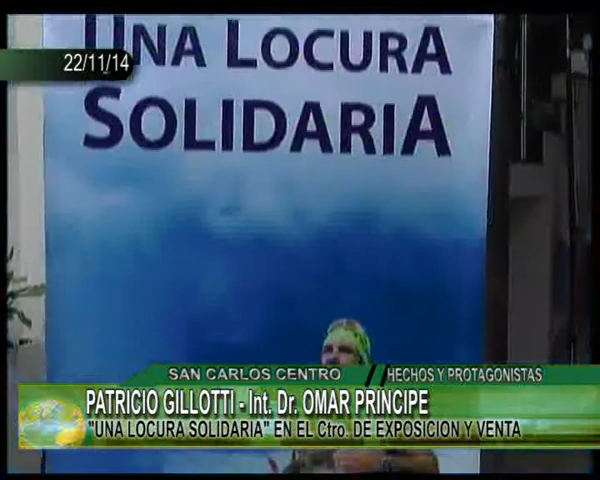 UNA LOCURA
22/11/14
SOLIDARIA
SAN CARLOS CENTRO // HECHOS Y PROTAGONISTAS
PATRICIO GILLOTTI - Int. Dr. OMAR PRINCIPE
"UNA LOCURA SOLIDARIA" EN EL Ctro. DE EXPOSICION Y VENTA